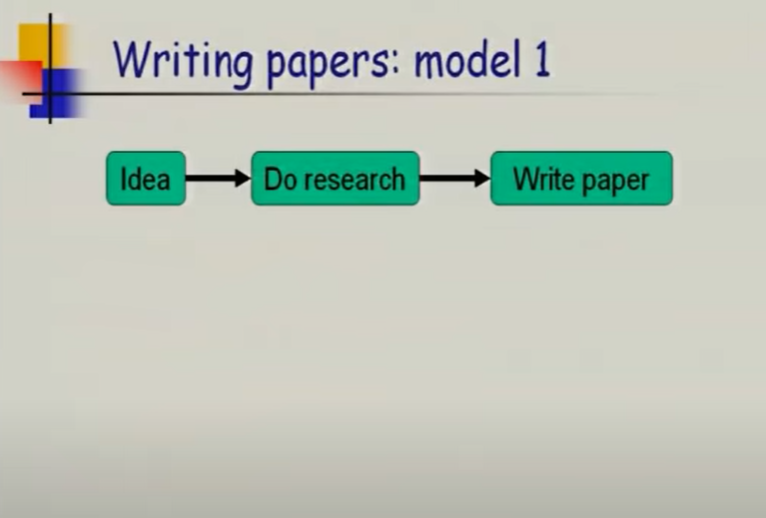 Writing papers: model 1
Idea
Do research
Write paper